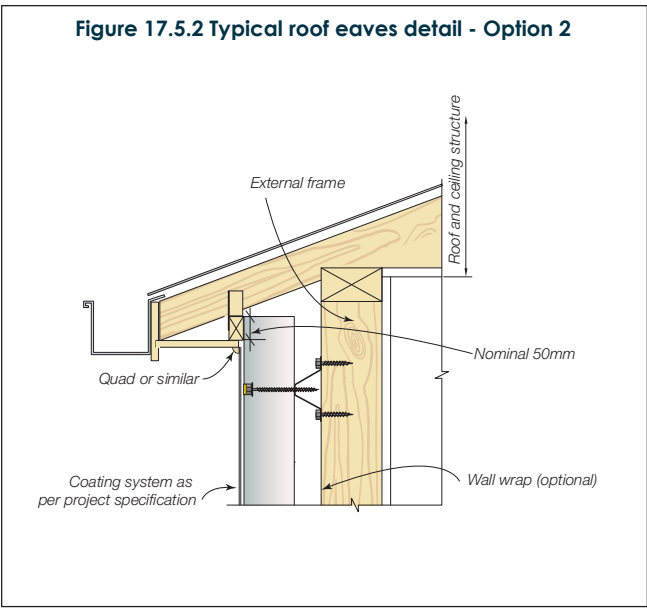 Figure 17.5.2 Typical roof eaves detail - Option 2
Roof and ceiling structure
External frame
Nominal 50mm
Quad or similar
Coating system as
per project specification
Wall wrap (optional)